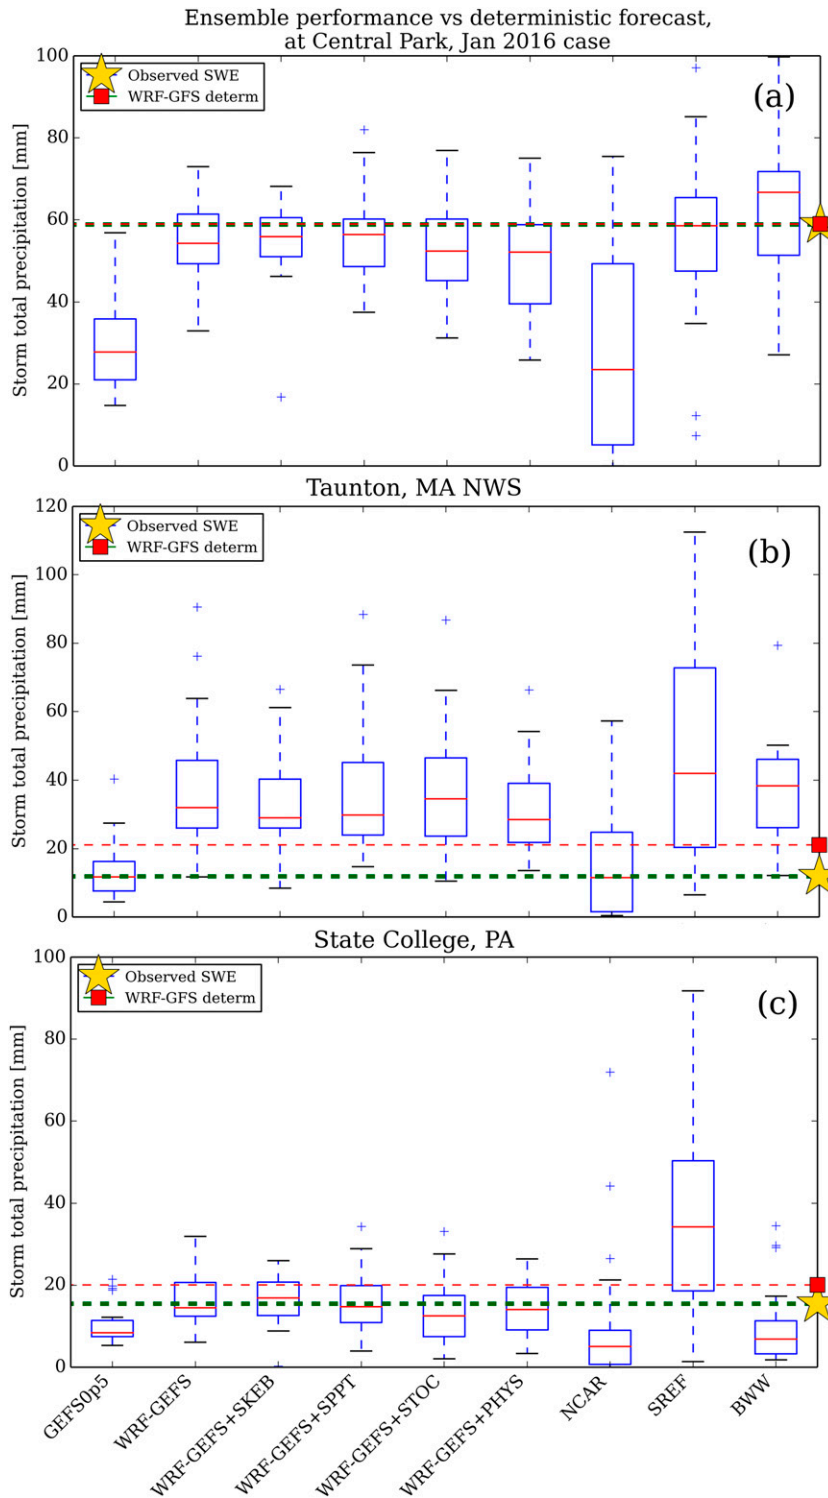 Ensemble performance vs deterministic forecast,
at Central Park, Jan 2016 case
100
80
60
40
20
0
Storm total precipitation [mm]
Observed SWE
WRF-GFS determ
(a)
Taunton, MA NWS
120
100
80
60
40
20
0
Storm total precipitation [mm]
Observed SWE
WRF-GFS determ
(b)
State College, PA
100
80
60
40
20
0
Storm total precipitation [mm]
Observed SWE
WRF-GFS determ
(c)
GEFS0p5
WRF-GEFS
WRF-GEFS+SKEB
WRF-GEFS+SPPT
WRF-GEFS+STOC
WRF-GEFS+PHYS
NCAR
SREF
BWW